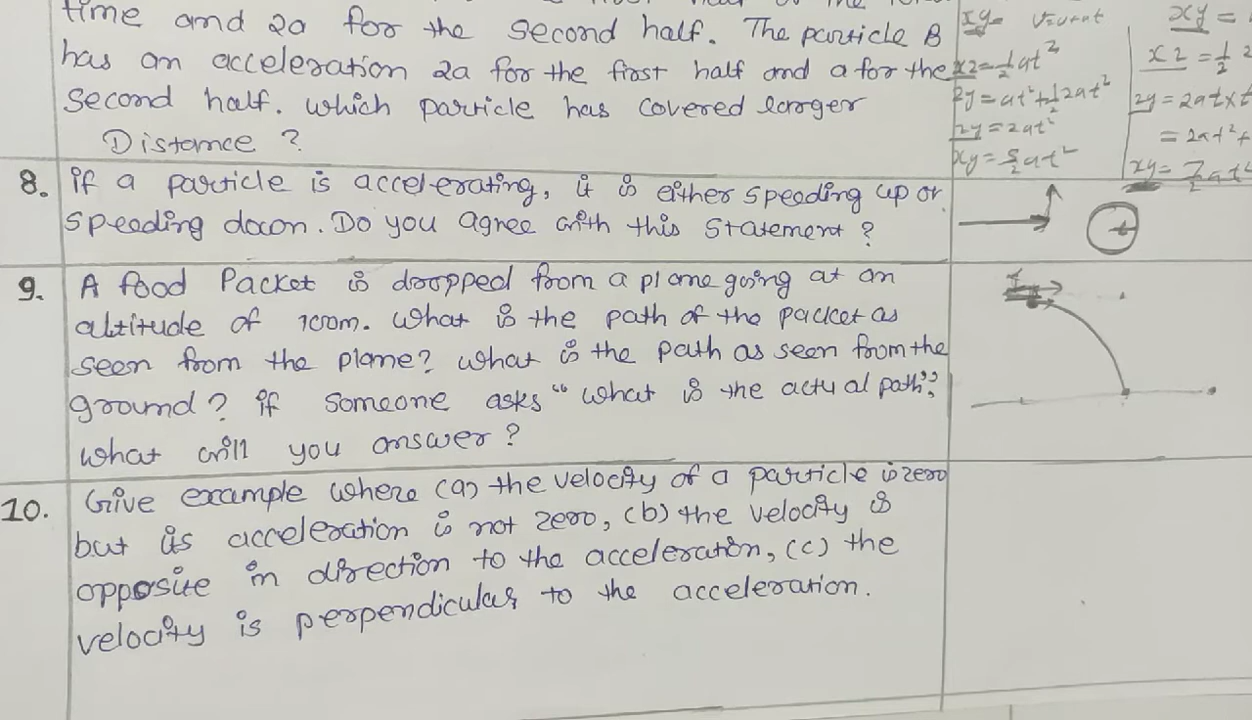 time and 2a for the second half. The particle B
has an acceleration 2a for the first half and a for the
second half. which particle has covered larger
Distance ?
8. if a particle is accelerating, it is either speeding up or
speeding down. Do you agree with this statement ?
9. A food Packet is dropped from a plane going at an
altitude of 100m. what is the path of the packet as
seen from the plane? what is the path as seen from the
ground ? if someone asks "what is the actual path"?
what will you answer ?
10. Give example where (a) the velocity of a particle is zero
but its acceleration is not zero, (b) the velocity is
opposite in direction to the acceleration, (c) the
velocity is perpendicular to the acceleration.
xy= v=u+at
x2=½at²
2y=at²+½2at²
2y=2at²
xy=5/2at²
xy =
x2 =½ 2
2y=2at×t
=2at²+
xy=7/2at²